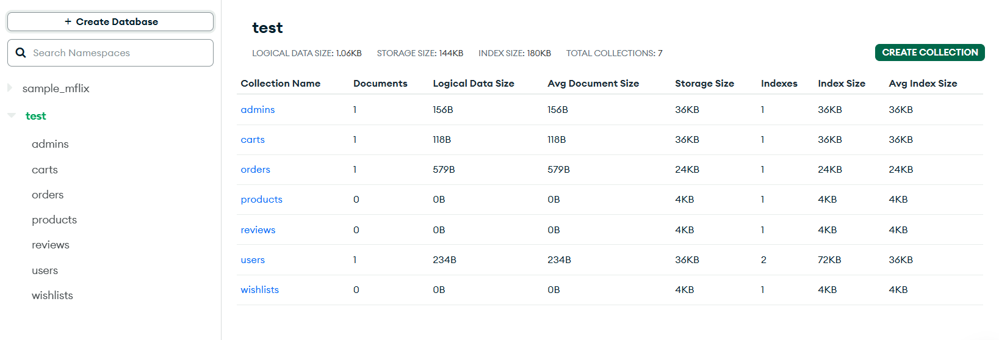 + Create Database
Search Namespaces
sample_mflix
test
admins
carts
orders
products
reviews
users
wishlists
test
LOGICAL DATA SIZE: 1.06KB STORAGE SIZE: 144KB INDEX SIZE: 180KB TOTAL COLLECTIONS: 7
CREATE COLLECTION
Collection Name Documents Logical Data Size Avg Document Size Storage Size Indexes Index Size Avg Index Size
admins 1 156B 156B 36KB 1 36KB 36KB
carts 1 118B 118B 36KB 1 36KB 36KB
orders 1 579B 579B 24KB 1 24KB 24KB
products 0 0B 0B 4KB 1 4KB 4KB
reviews 0 0B 0B 4KB 1 4KB 4KB
users 1 234B 234B 36KB 2 72KB 36KB
wishlists 0 0B 0B 4KB 1 4KB 4KB